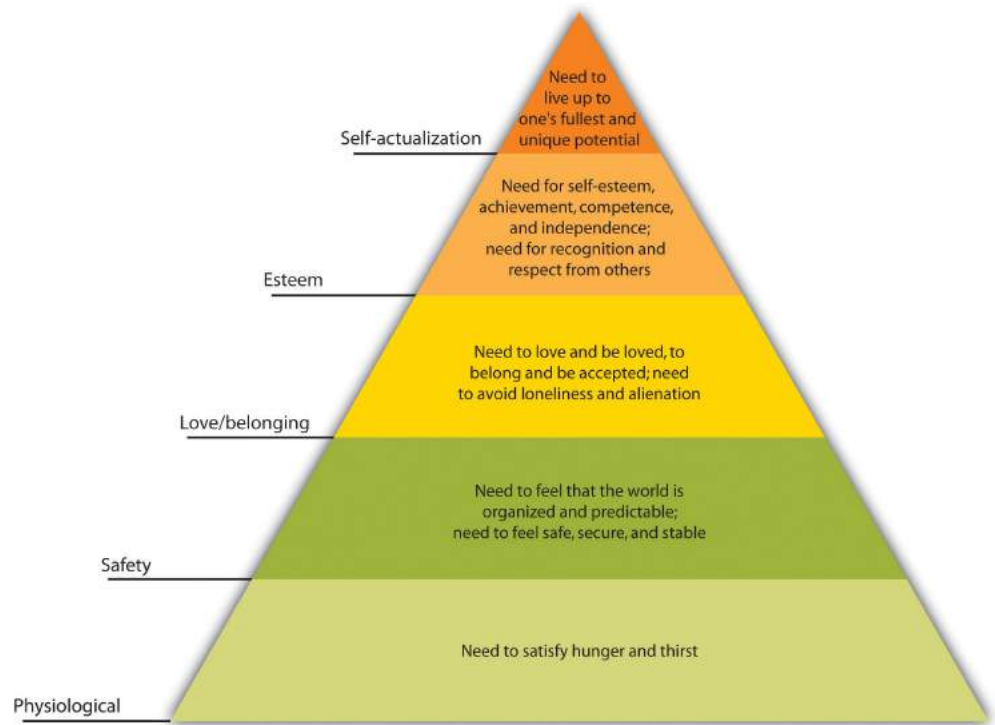 Need to
live up to
one's fullest and
unique potential
Self-actualization
Need for self-esteem,
achievement, competence,
and independence;
need for recognition and
respect from others
Esteem
Need to love and be loved, to
belong and be accepted; need
to avoid loneliness and alienation
Love/belonging
Need to feel that the world is
organized and predictable;
need to feel safe, secure, and stable
Safety
Need to satisfy hunger and thirst
Physiological